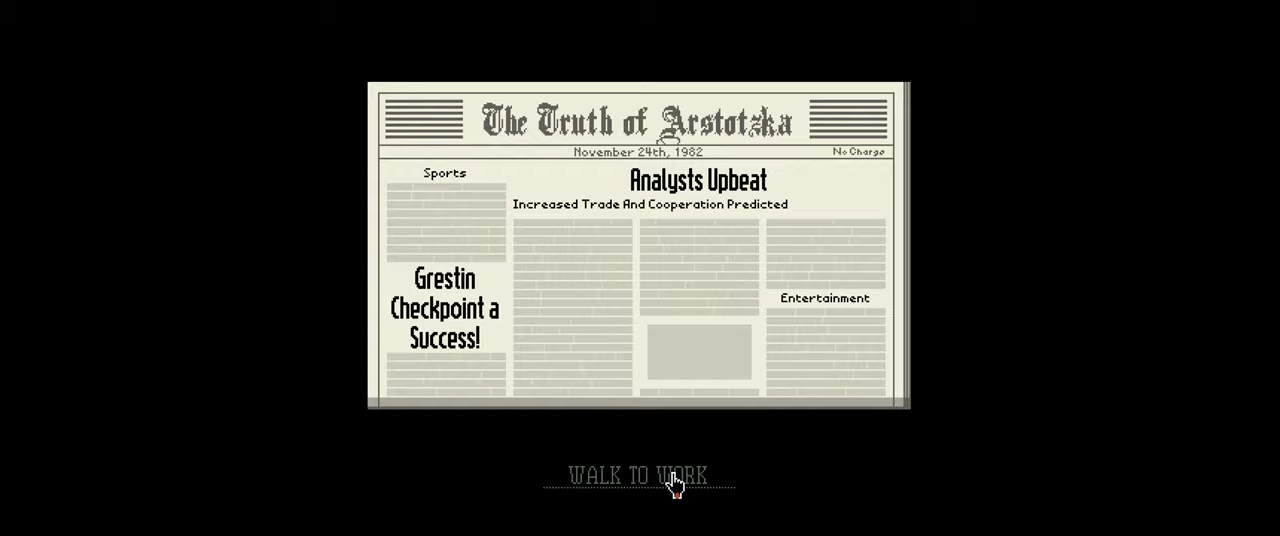 The Truth of Arstotzka
November 24th, 1982
No Charge
Sports
Analysts Upbeat
Increased Trade And Cooperation Predicted
Grestin
Checkpoint a
Success!
Entertainment
WALK TO WORK